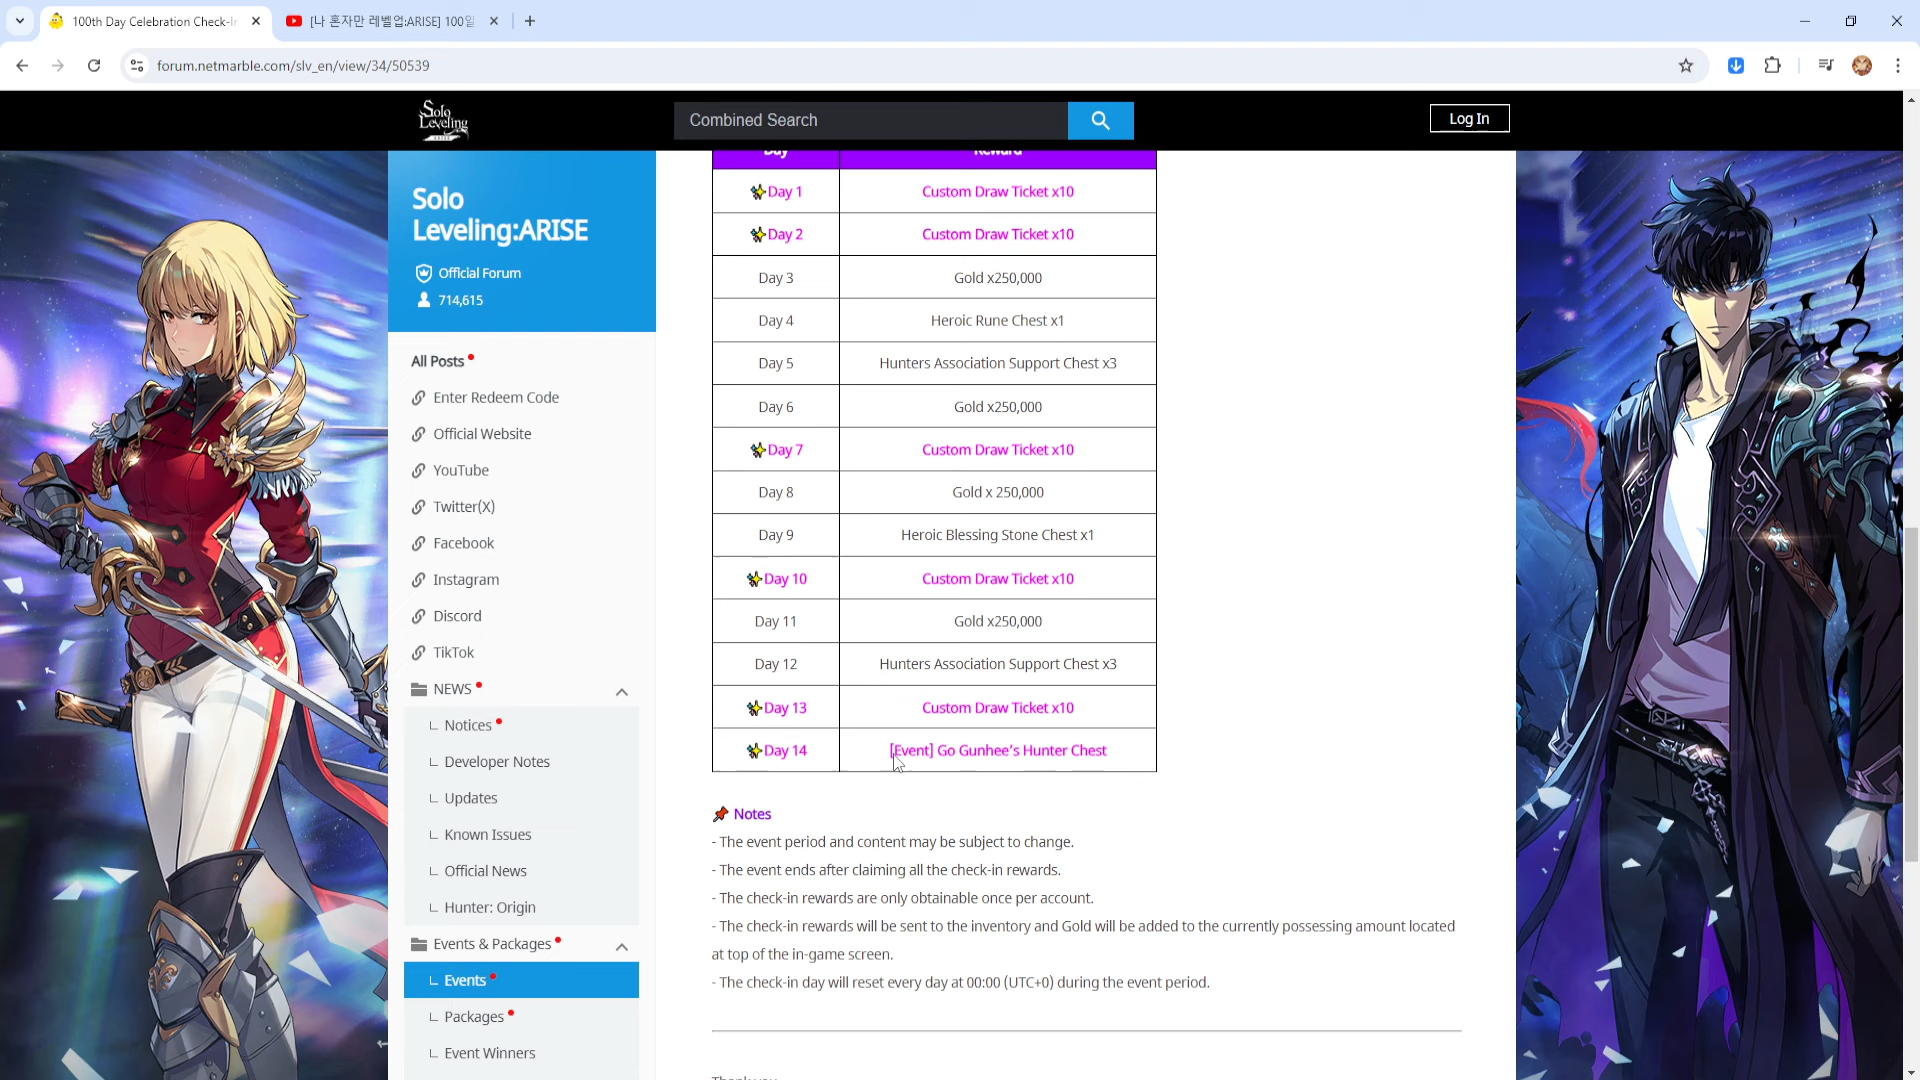 100th Day Celebration Check-In
[나 혼자만 레벨업:ARISE] 100일
forum.netmarble.com/slv_en/view/34/50539
Solo
Leveling
ARISE
Combined Search
Log In
Solo
Leveling:ARISE
Official Forum
714,615
All Posts
Enter Redeem Code
Official Website
YouTube
Twitter(X)
Facebook
Instagram
Discord
TikTok
NEWS
Notices
Developer Notes
Updates
Known Issues
Official News
Hunter: Origin
Events & Packages
Events
Packages
Event Winners
Day Reward
Day 1 Custom Draw Ticket x10
Day 2 Custom Draw Ticket x10
Day 3 Gold x250,000
Day 4 Heroic Rune Chest x1
Day 5 Hunters Association Support Chest x3
Day 6 Gold x250,000
Day 7 Custom Draw Ticket x10
Day 8 Gold x 250,000
Day 9 Heroic Blessing Stone Chest x1
Day 10 Custom Draw Ticket x10
Day 11 Gold x250,000
Day 12 Hunters Association Support Chest x3
Day 13 Custom Draw Ticket x10
Day 14 [Event] Go Gunhee's Hunter Chest
Notes
- The event period and content may be subject to change.
- The event ends after claiming all the check-in rewards.
- The check-in rewards are only obtainable once per account.
- The check-in rewards will be sent to the inventory and Gold will be added to the currently possessing amount located
at top of the in-game screen.
- The check-in day will reset every day at 00:00 (UTC+0) during the event period.